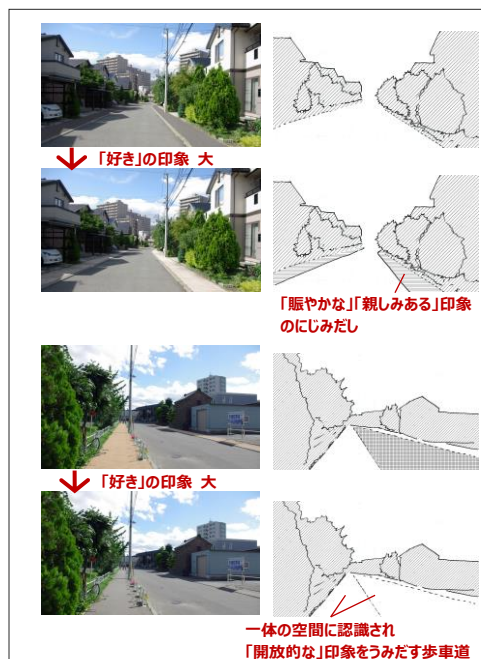 「好き」の印象 大
「賑やかな」「親しみある」印象
のにじみだし
「好き」の印象 大
一体の空間に認識され
「開放的な」印象をうみだす歩車道